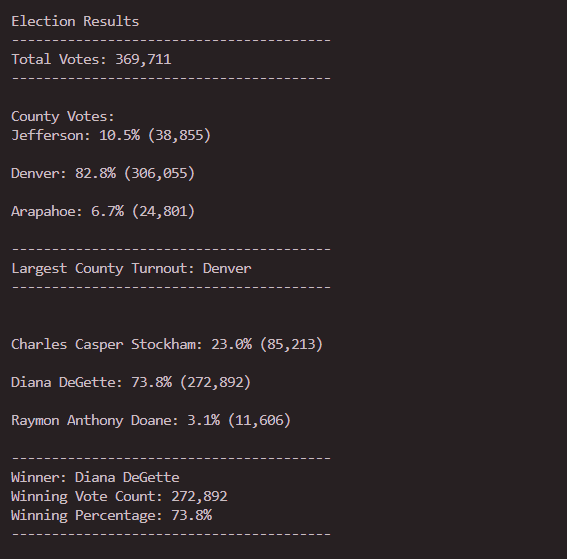 Election Results
----------------------------------------
Total Votes: 369,711
----------------------------------------
County Votes:
Jefferson: 10.5% (38,855)
Denver: 82.8% (306,055)
Arapahoe: 6.7% (24,801)
----------------------------------------
Largest County Turnout: Denver
----------------------------------------
Charles Casper Stockham: 23.0% (85,213)
Diana DeGette: 73.8% (272,892)
Raymon Anthony Doane: 3.1% (11,606)
----------------------------------------
Winner: Diana DeGette
Winning Vote Count: 272,892
Winning Percentage: 73.8%
----------------------------------------